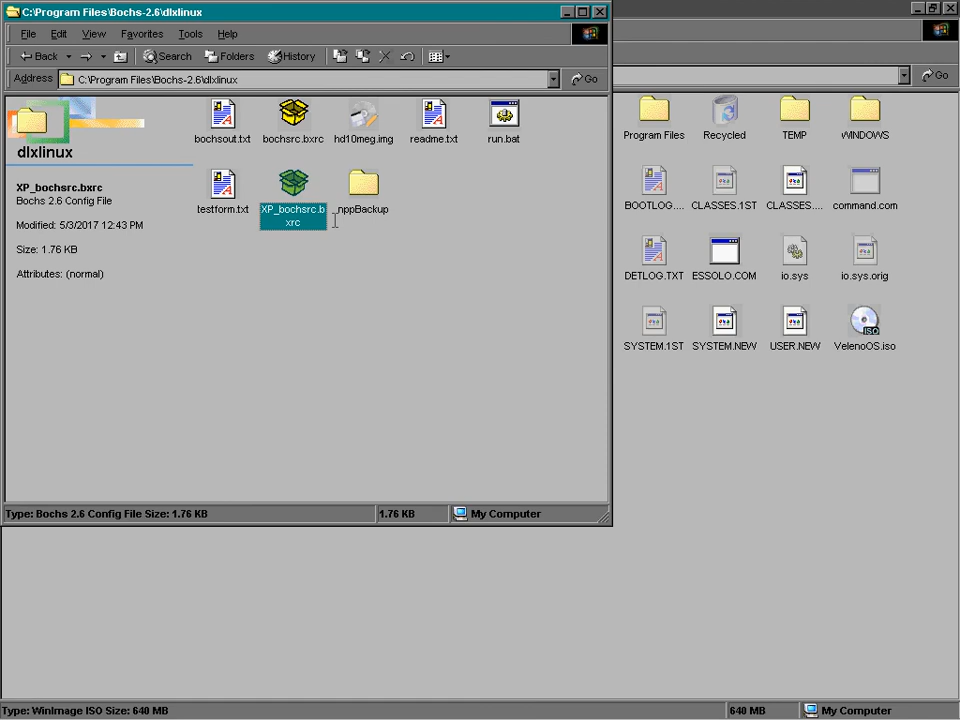 C:\Program Files\Bochs-2.6\dlxlinux
File Edit View Favorites Tools Help
Back Search Folders History
Address C:\Program Files\Bochs-2.6\dlxlinux Go
Go
dlxlinux
XP_bochsrc.bxrc
Bochs 2.6 Config File
Modified: 5/3/2017 12:43 PM
Size: 1.76 KB
Attributes: (normal)
bochsout.txt bochsrc.bxrc hd10meg.img readme.txt run.bat
testform.txt XP_bochsrc.b
xrc
_nppBackup
Type: Bochs 2.6 Config File Size: 1.76 KB 1.76 KB My Computer
Program Files Recycled TEMP WINDOWS
BOOTLOG.... CLASSES.1ST CLASSES.... command.com
DETLOG.TXT ESSOLO.COM io.sys io.sys.orig
SYSTEM.1ST SYSTEM.NEW USER.NEW VelenoOS.iso
ISO
Type: WinImage ISO Size: 640 MB 640 MB My Computer